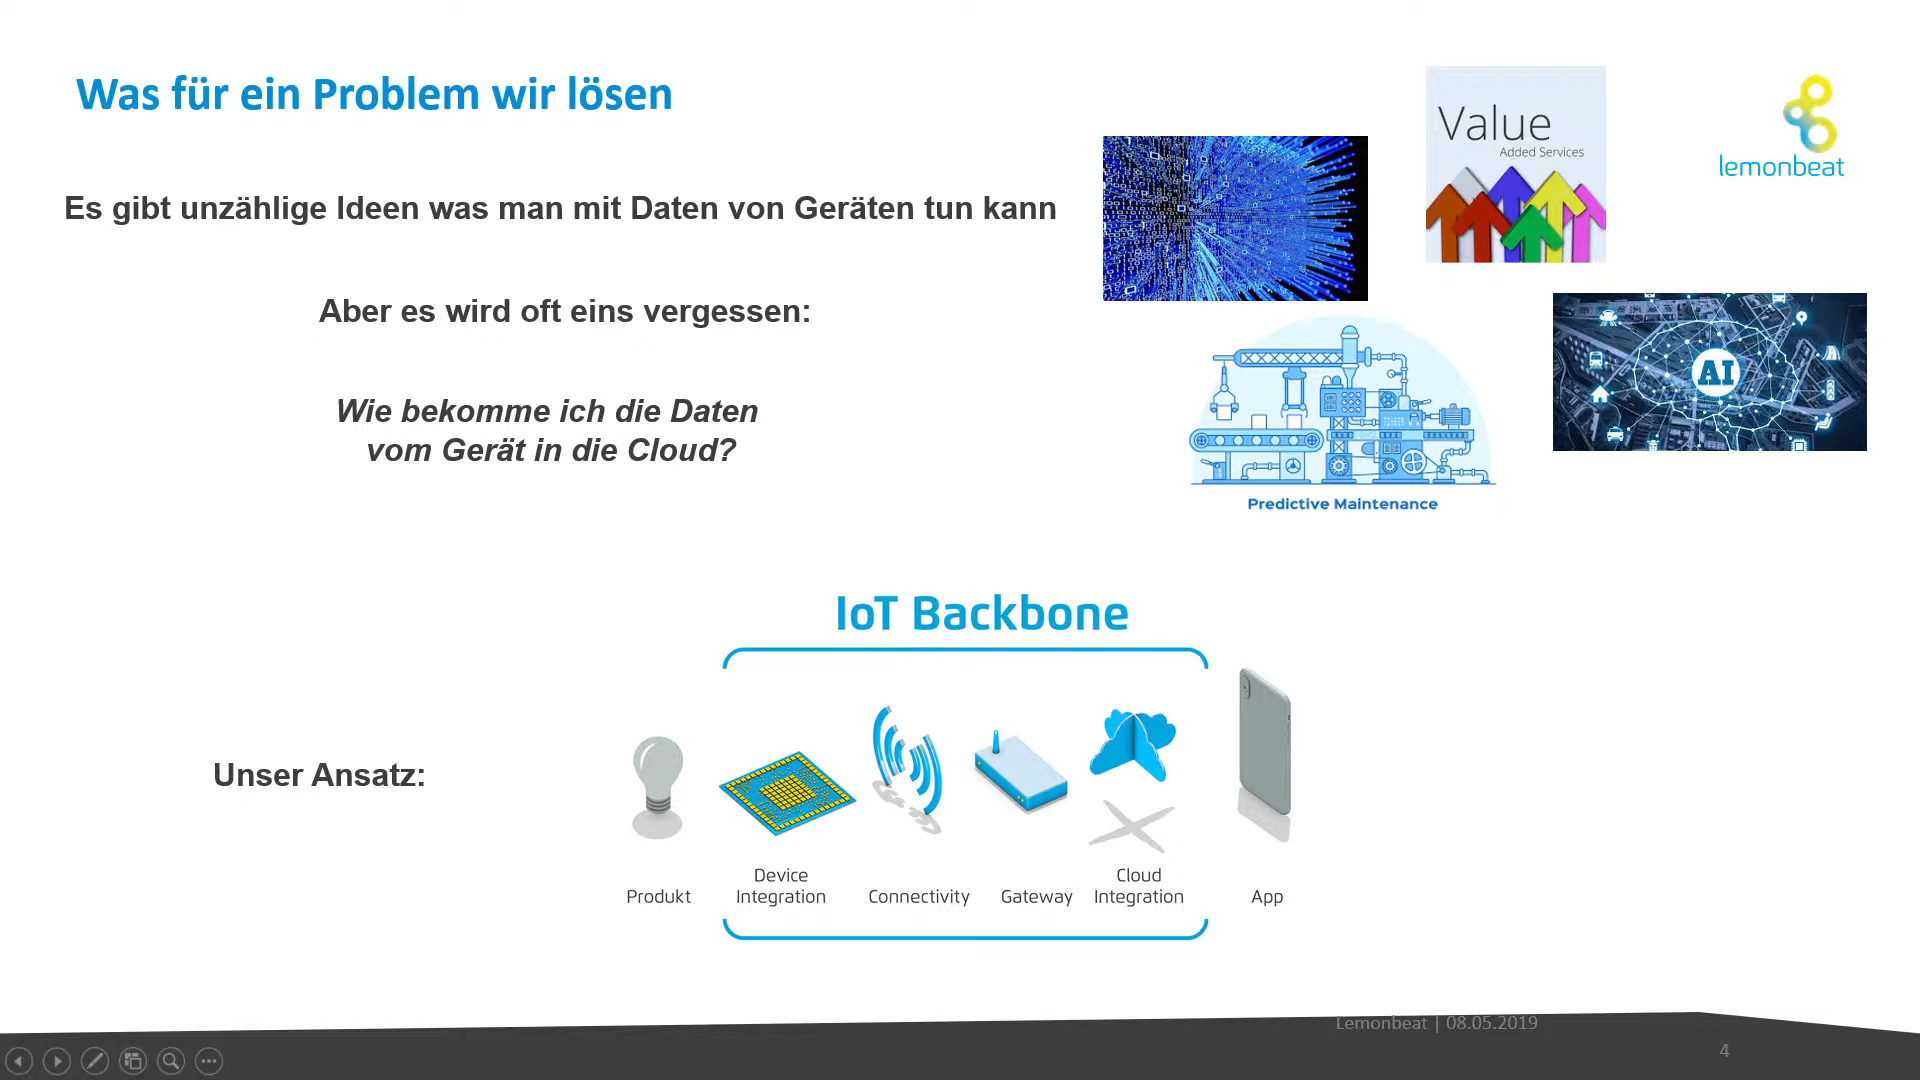 Was für ein Problem wir lösen
Value
Added Services
lemonbeat
Es gibt unzählige Ideen was man mit Daten von Geräten tun kann
Aber es wird oft eins vergessen:
AI
Wie bekomme ich die Daten
vom Gerät in die Cloud?
Predictive Maintenance
IoT Backbone
Unser Ansatz:
Produkt
Device
Integration
Connectivity
Gateway
Cloud
Integration
App
Lemonbeat | 08.05.2019
4